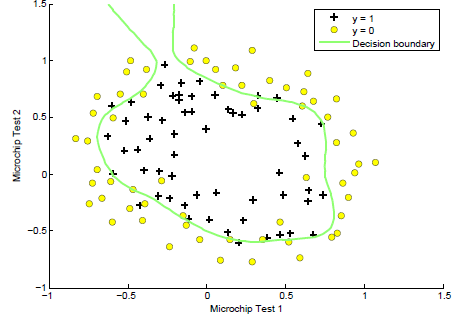 1.5
y = 1
y = 0
Decision boundary
1
0.5
0
−0.5
−1
Microchip Test 2
−1
−0.5
0
0.5
1
1.5
Microchip Test 1